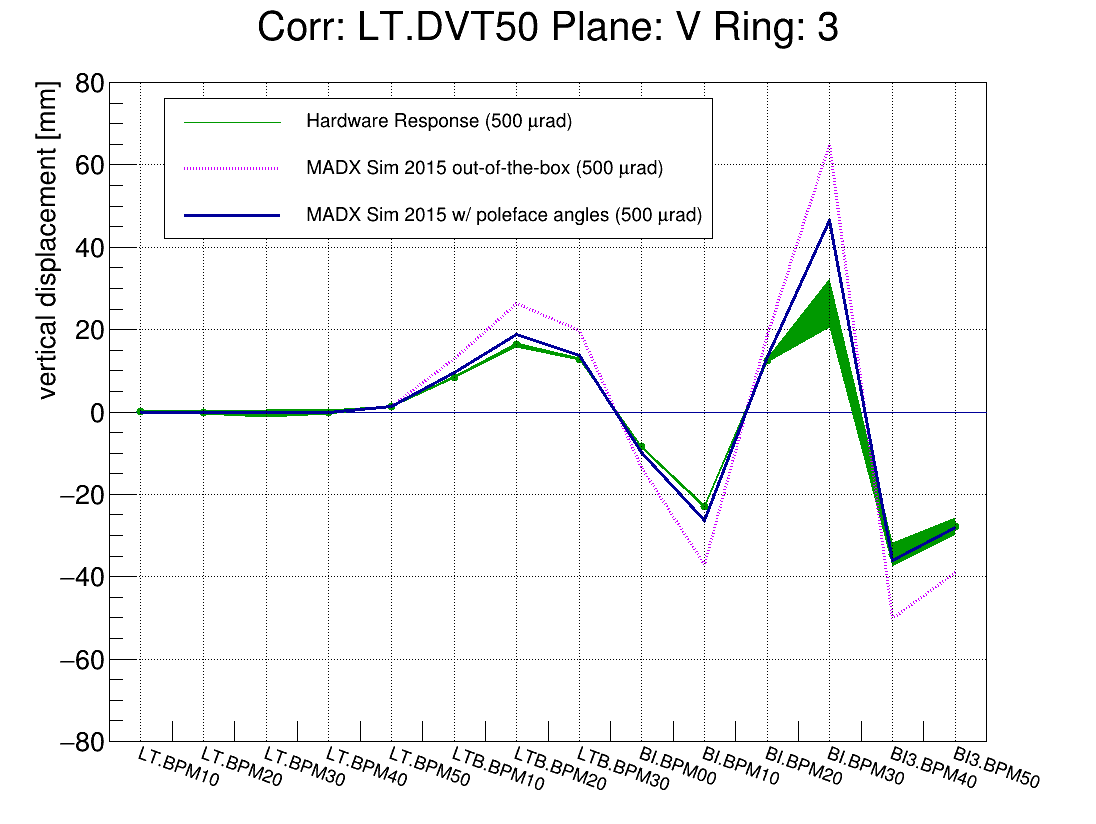 Corr: LT.DVT50 Plane: V Ring: 3
vertical displacement [mm]
80
60
40
20
0
−20
−40
−60
−80
Hardware Response (500 μrad)
MADX Sim 2015 out-of-the-box (500 μrad)
MADX Sim 2015 w/ poleface angles (500 μrad)
LT.BPM10
LT.BPM20
LT.BPM30
LT.BPM40
LT.BPM50
LTB.BPM10
LTB.BPM20
LTB.BPM30
BI.BPM00
BI.BPM10
BI.BPM20
BI.BPM30
BI3.BPM40
BI3.BPM50